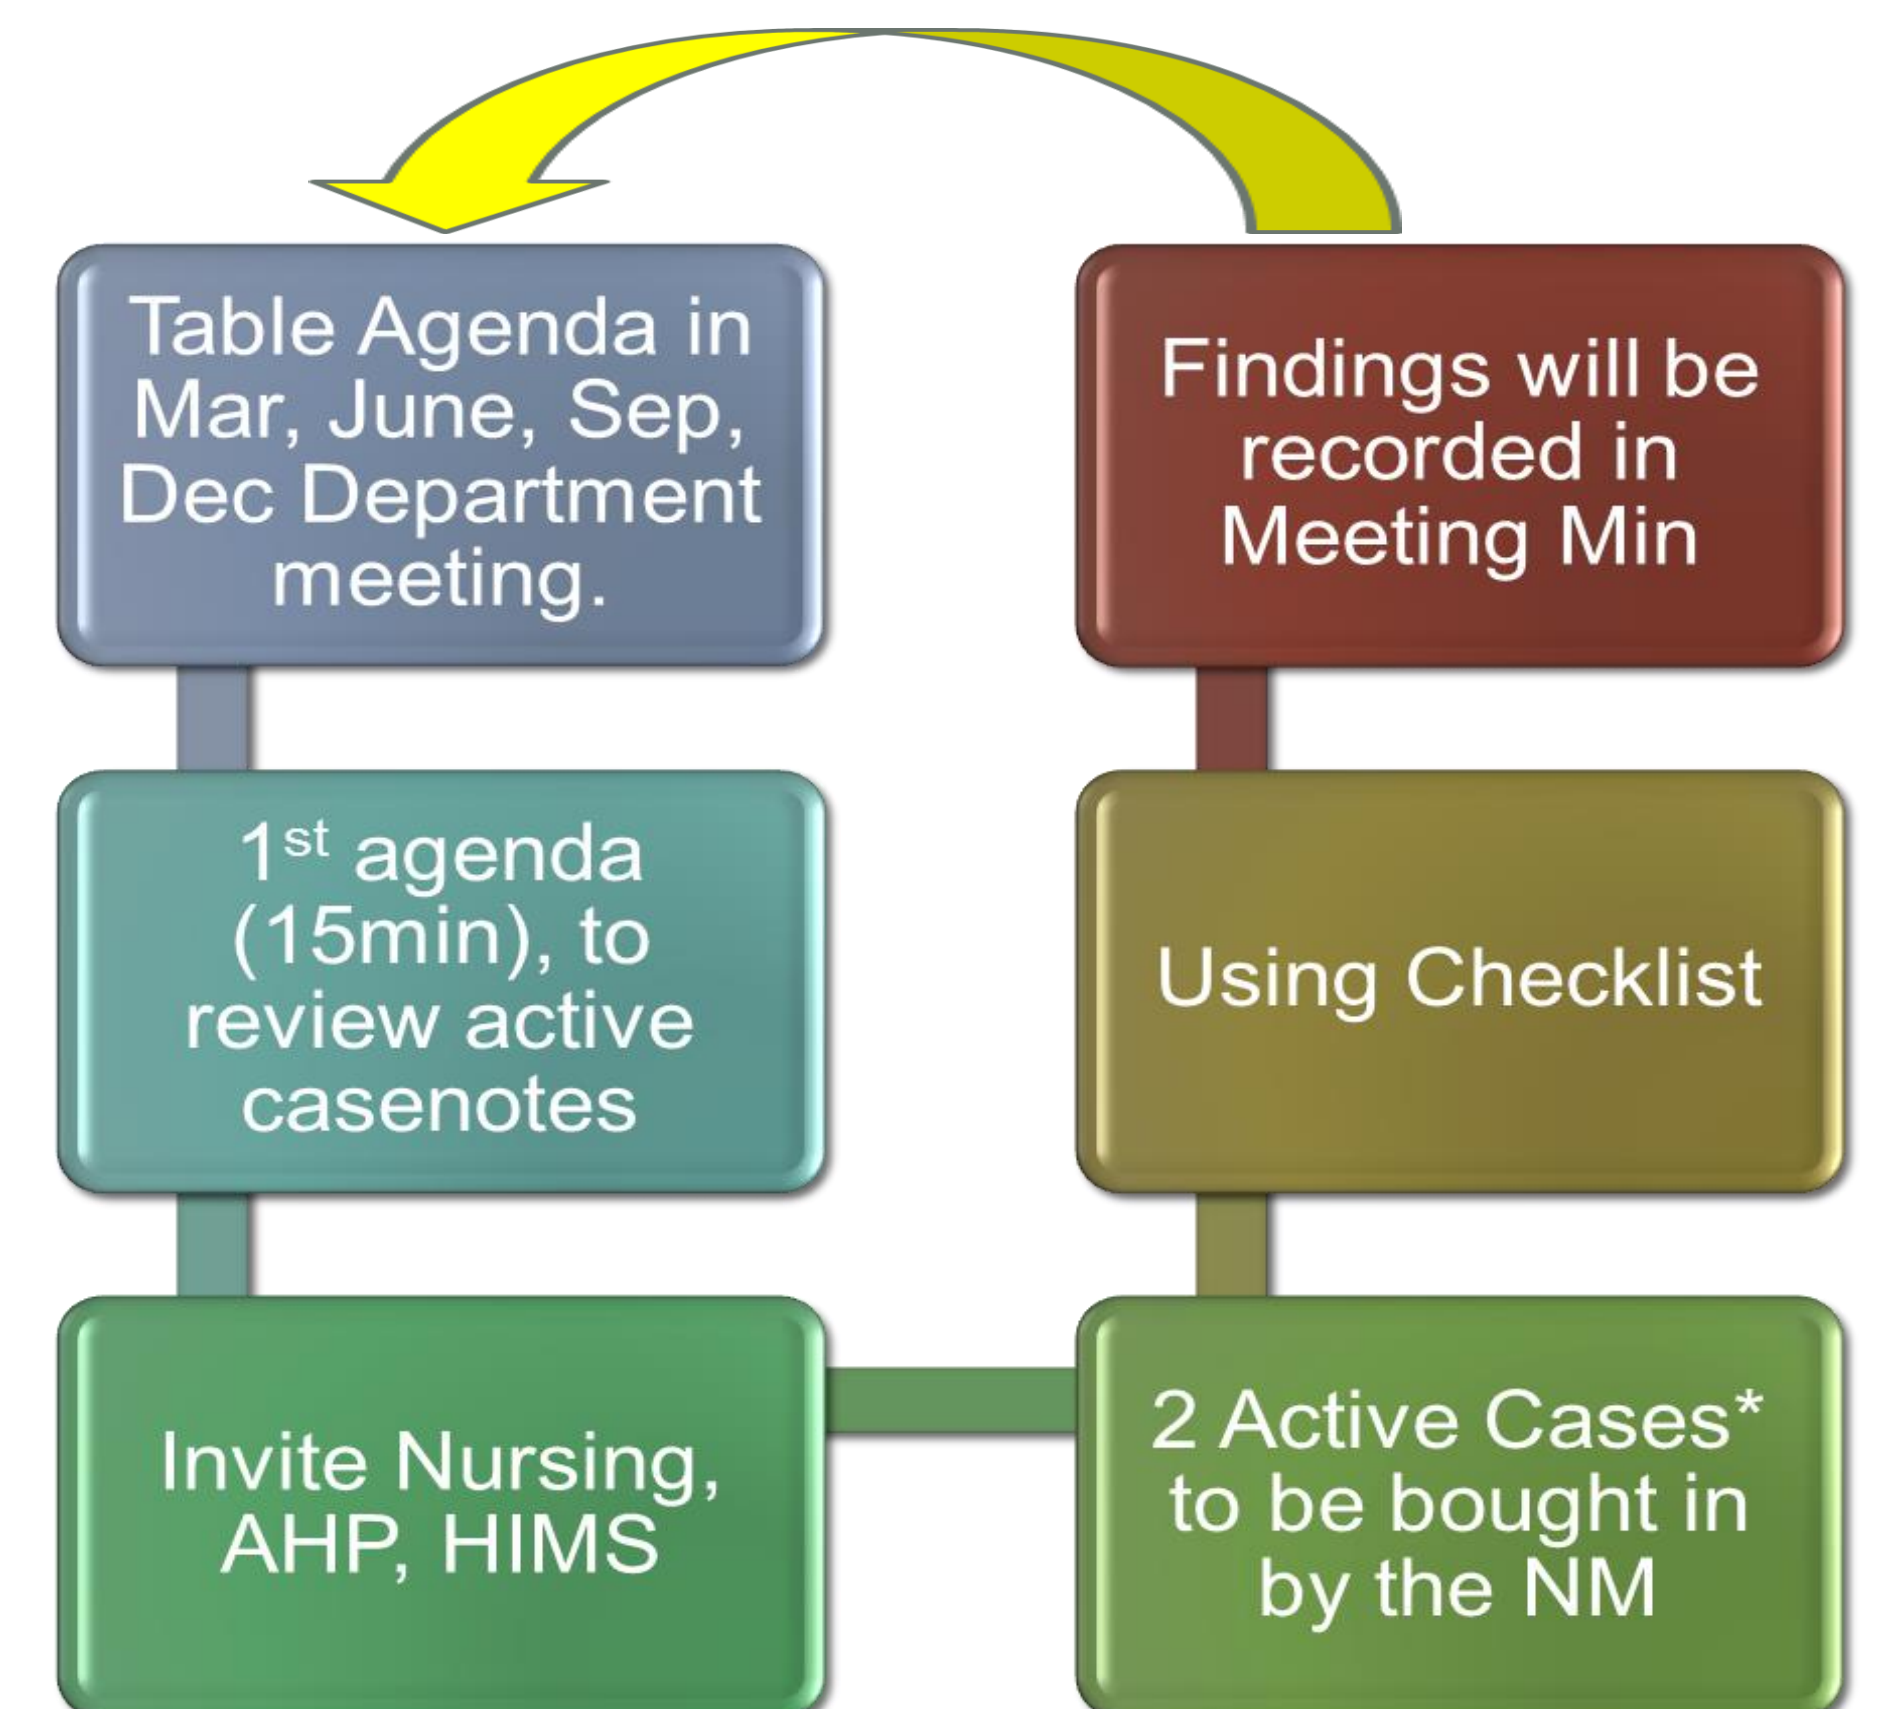 Table Agenda in
Mar, June, Sep,
Dec Department
meeting.
1st agenda
(15min), to
review active
casenotes
Invite Nursing,
AHP, HIMS
2 Active Cases*
to be bought in
by the NM
Using Checklist
Findings will be
recorded in
Meeting Min